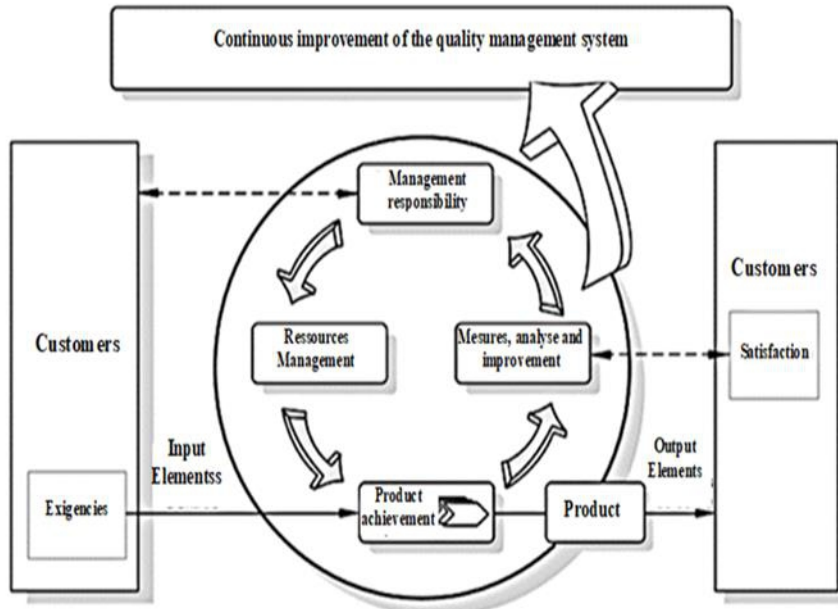 Continuous improvement of the quality management system
Management
responsibility
Customers
Customers
Ressources
Management
Mesures, analyse and
improvement
Satisfaction
Input
Elementss
Output
Elements
Exigencies
Product
achievement
Product